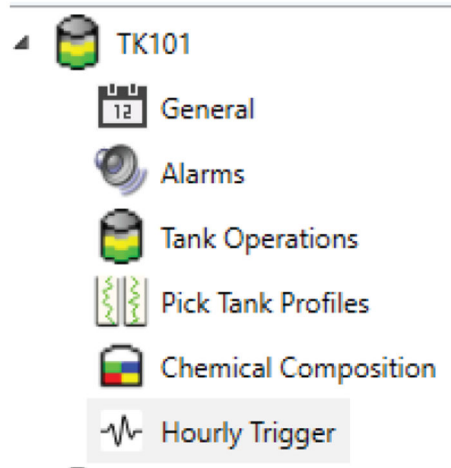 TK101
12
General
Alarms
Tank Operations
Pick Tank Profiles
Chemical Composition
Hourly Trigger